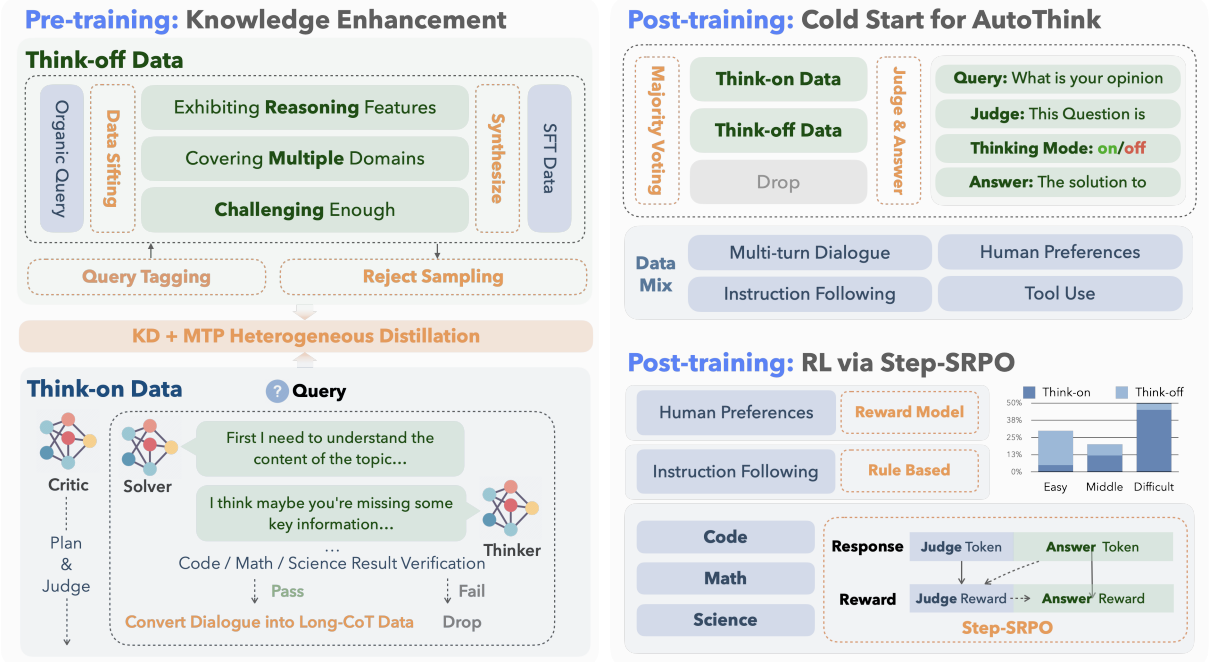 Pre-training: Knowledge Enhancement
Think-off Data
Organic Query
Data Sifting
Exhibiting Reasoning Features
Covering Multiple Domains
Challenging Enough
Synthesize
SFT Data
Query Tagging
Reject Sampling
KD + MTP Heterogeneous Distillation
Think-on Data
? Query
Critic
Plan
&
Judge
Solver
First I need to understand the
content of the topic...
I think maybe you're missing some
key information...
Thinker
...
Code / Math / Science Result Verification
Pass
Fail
Convert Dialogue into Long-CoT Data
Drop
Post-training: Cold Start for AutoThink
Majority Voting
Think-on Data
Think-off Data
Drop
Judge & Answer
Query: What is your opinion
Judge: This Question is
Thinking Mode: on/off
Answer: The solution to
Data
Mix
Multi-turn Dialogue
Human Preferences
Instruction Following
Tool Use
Post-training: RL via Step-SRPO
Human Preferences
Reward Model
Instruction Following
Rule Based
Think-on
Think-off
50%
38%
25%
13%
0%
Easy
Middle
Difficult
Code
Math
Science
Response
Judge Token
Answer Token
Reward
Judge Reward
Answer Reward
Step-SRPO